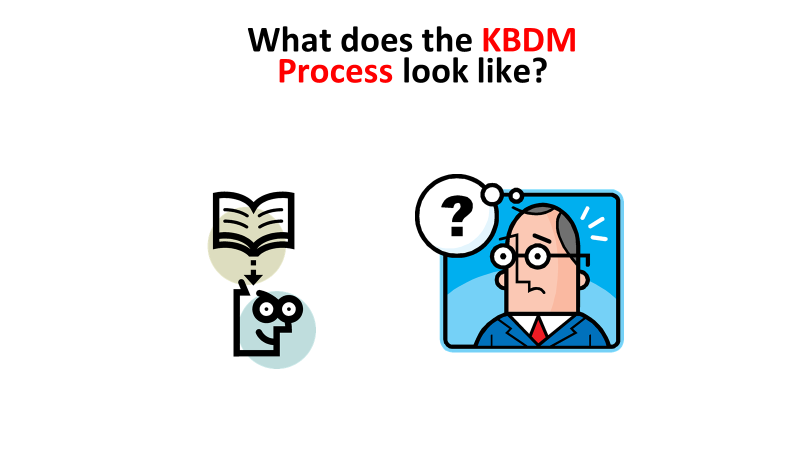 What does the KBDM
Process look like?
?